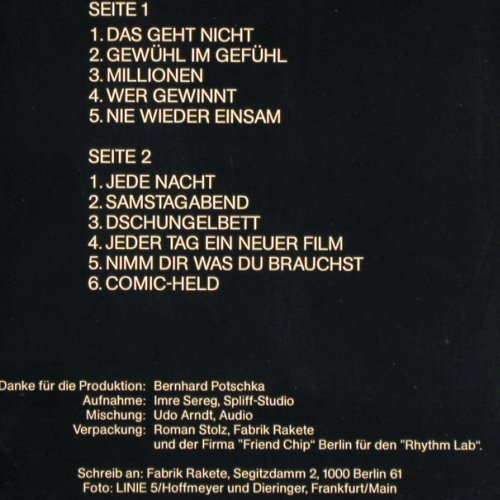 SEITE 1
1. DAS GEHT NICHT
2. GEWÜHL IM GEFÜHL
3. MILLIONEN
4. WER GEWINNT
5. NIE WIEDER EINSAM
SEITE 2
1. JEDE NACHT
2. SAMSTAGABEND
3. DSCHUNGELBETT
4. JEDER TAG EIN NEUER FILM
5. NIMM DIR WAS DU BRAUCHST
6. COMIC-HELD
Danke für die Produktion: Bernhard Potschka
Aufnahme: Imre Sereg, Spliff-Studio
Mischung: Udo Arndt, Audio
Verpackung: Roman Stolz, Fabrik Rakete
und der Firma "Friend Chip" Berlin für den "Rhythm Lab".
Schreib an: Fabrik Rakete, Segitzdamm 2, 1000 Berlin 61
Foto: LINIE 5/Hoffmeyer und Dieringer, Frankfurt/Main